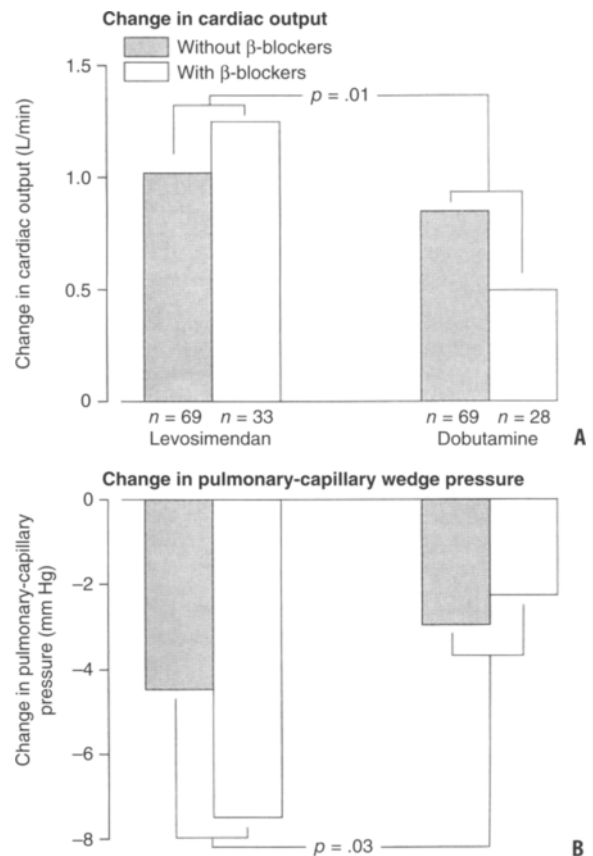 Change in cardiac output
Without β-blockers
With β-blockers
Change in cardiac output (L/min)
1.5
1.0
0.5
0
p = .01
n = 69 n = 33 n = 69 n = 28
Levosimendan Dobutamine A
Change in pulmonary-capillary wedge pressure
Change in pulmonary-capillary
pressure (mm Hg)
0
–2
–4
–6
–8
p = .03
B